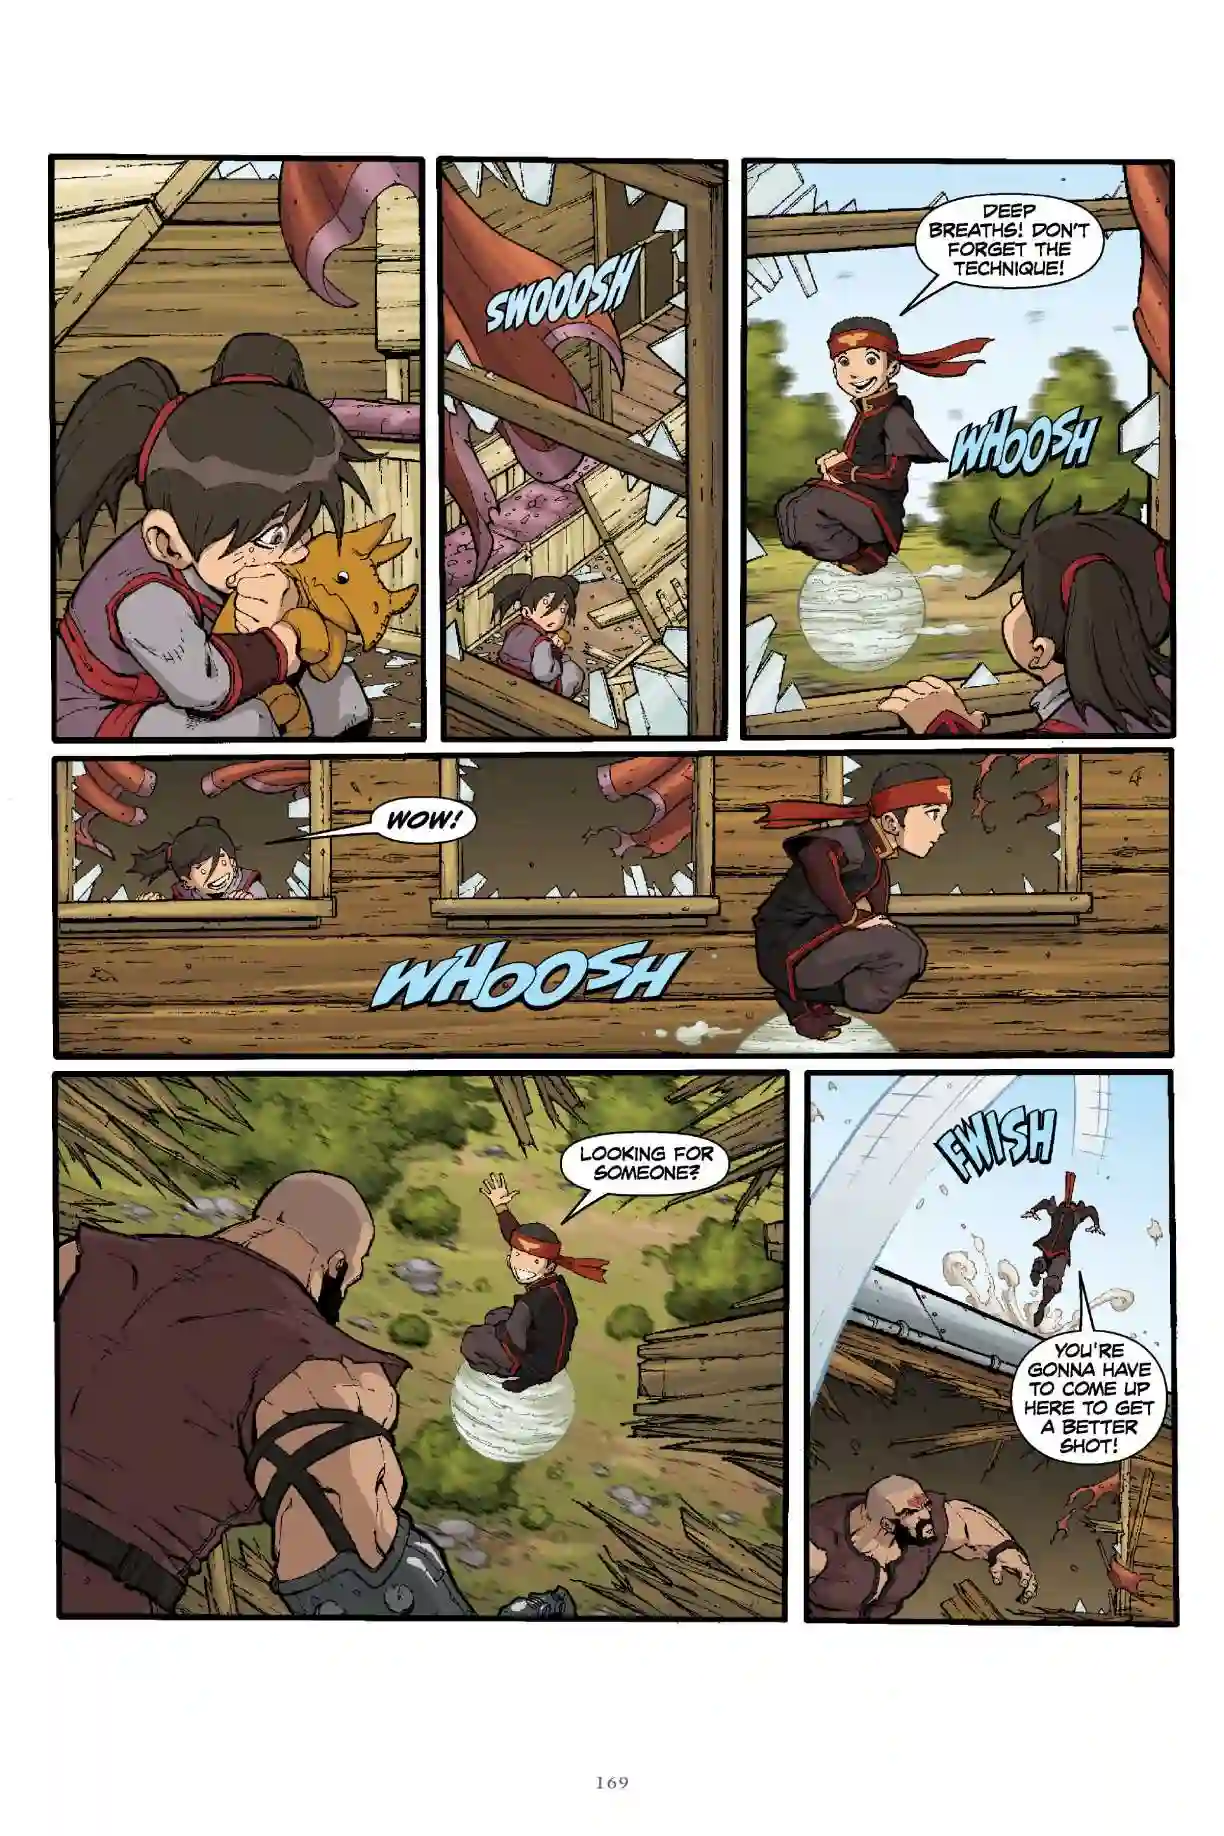 SWOOOSH
DEEP
BREATHS! DON'T
FORGET THE
TECHNIQUE!
WHOOSH
WOW!
WHOOSH
LOOKING FOR
SOMEONE?
FWISH
YOU'RE
GONNA HAVE
TO COME UP
HERE TO GET
A BETTER
SHOT!
169